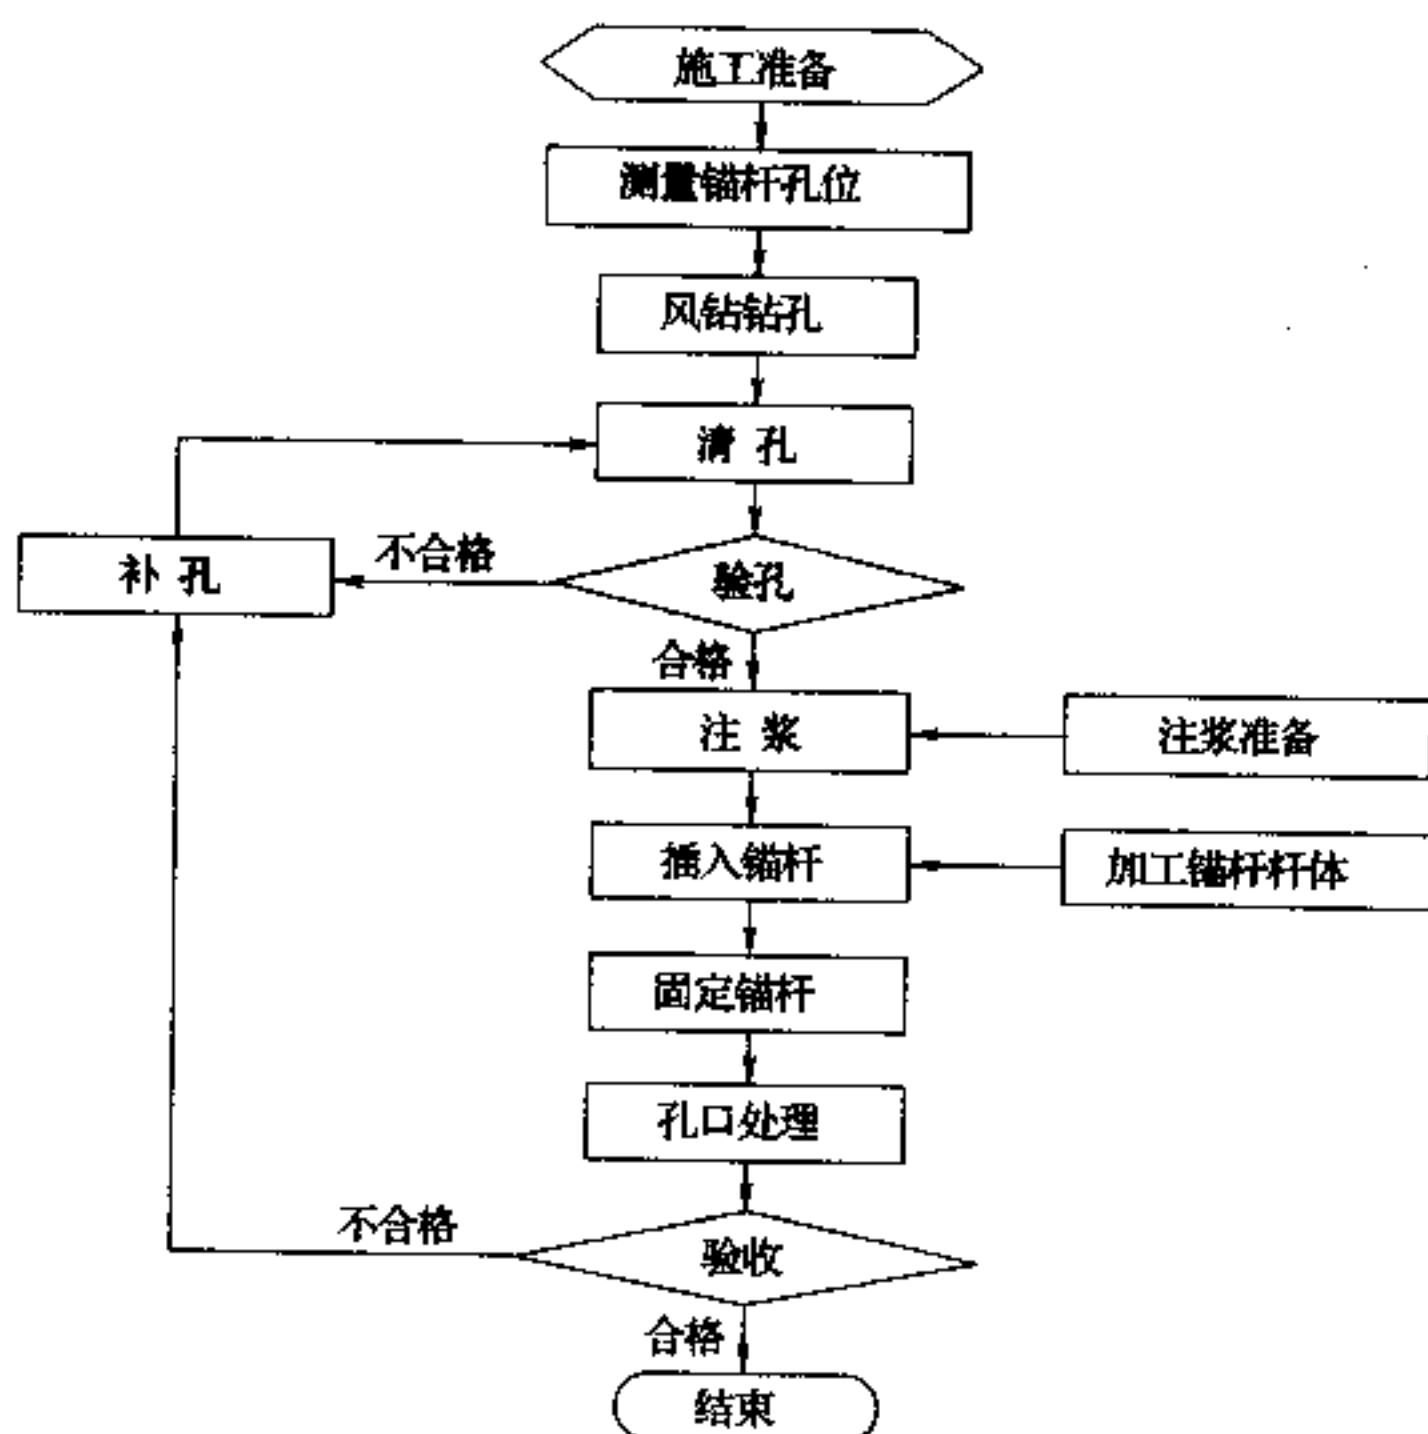 施工准备
测量锚杆孔位
风钻钻孔
清 孔
补 孔
不合格
验孔
合格
注 浆
注浆准备
插入锚杆
加工锚杆杆体
固定锚杆
孔口处理
不合格
验收
合格
结束